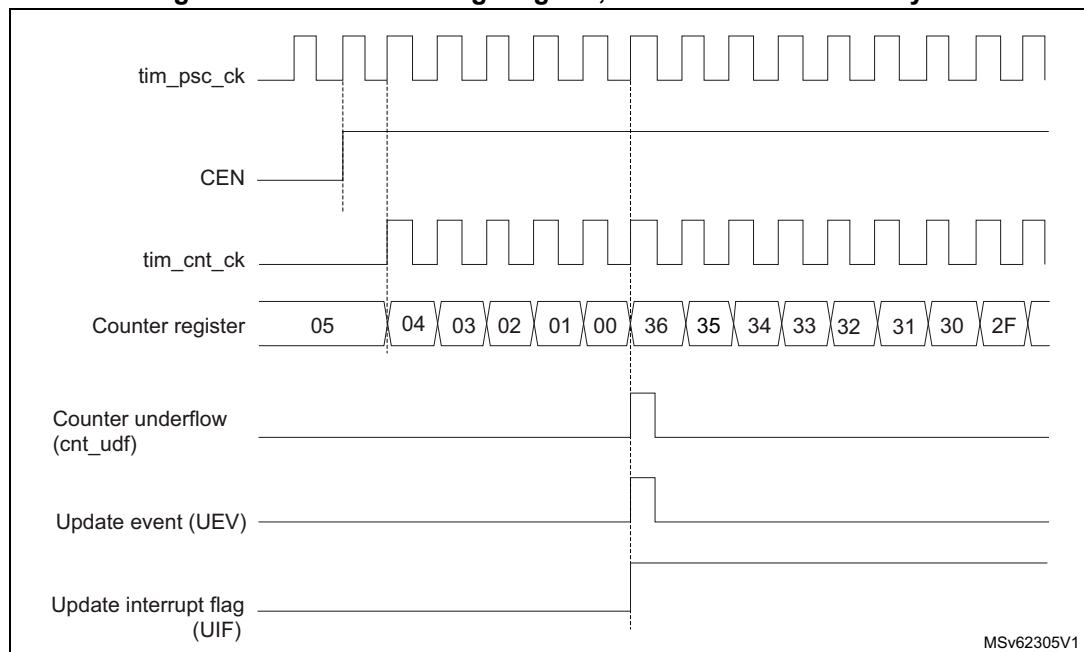 tim_psc_ck
CEN
tim_cnt_ck
Counter register 05 04 03 02 01 00 36 35 34 33 32 31 30 2F
Counter underflow
(cnt_udf)
Update event (UEV)
Update interrupt flag
(UIF)
MSv62305V1